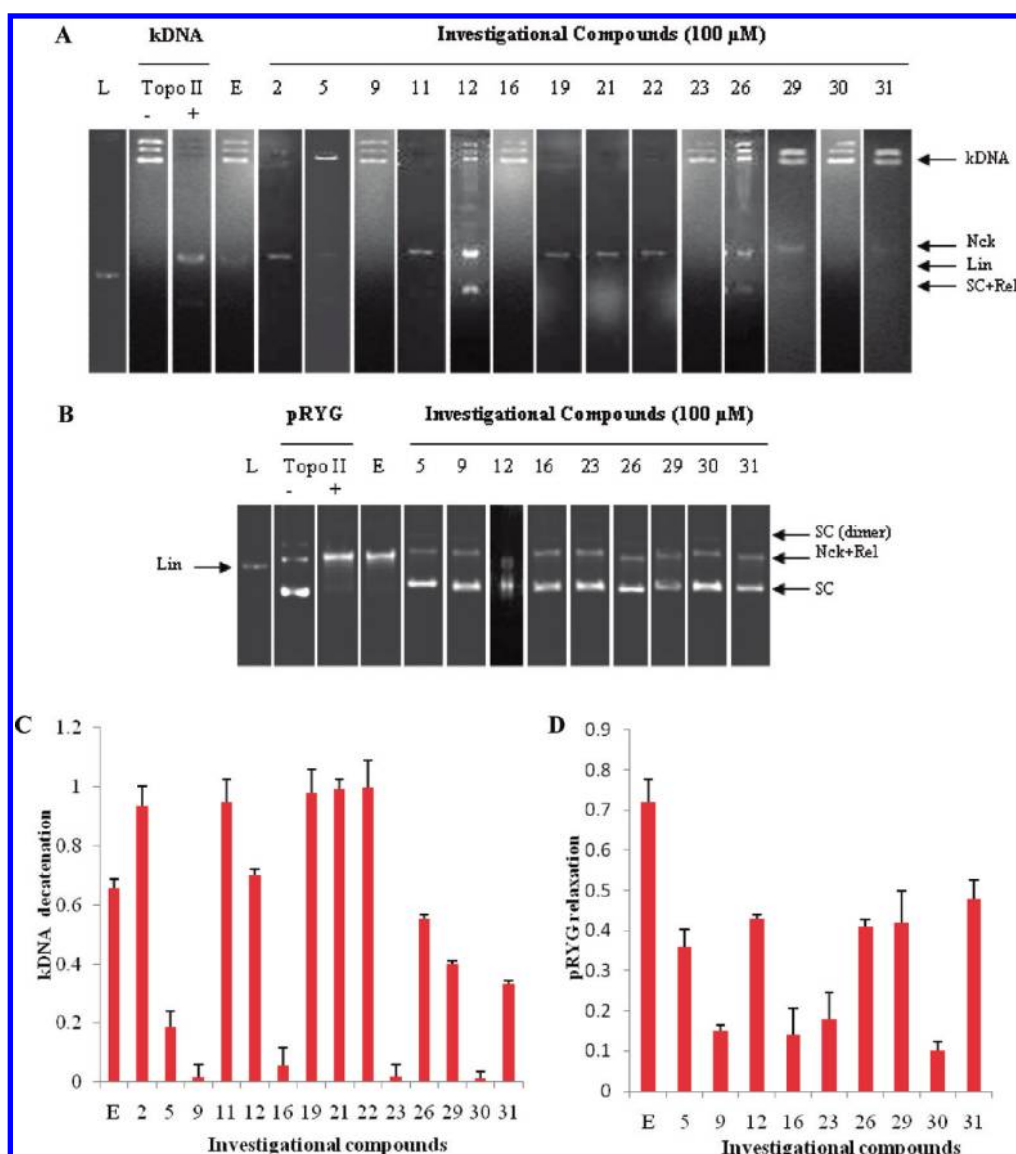 A
kDNA
Investigational Compounds (100 µM)
L Topo II E 2 5 9 11 12 16 19 21 22 23 26 29 30 31
- +
kDNA
Nck
Lin
SC+Rel
B
pRYG
Investigational Compounds (100 µM)
L Topo II E 5 9 12 16 23 26 29 30 31
- +
SC (dimer)
Lin
Nck+Rel
SC
C
kDNA decatenation
1.2
1
0.8
0.6
0.4
0.2
0
E 2 5 9 11 12 16 19 21 22 23 26 29 30 31
Investigational compounds
D
pRYG relaxation
0.9
0.8
0.7
0.6
0.5
0.4
0.3
0.2
0.1
0
E 5 9 12 16 23 26 29 30 31
Investigational compounds